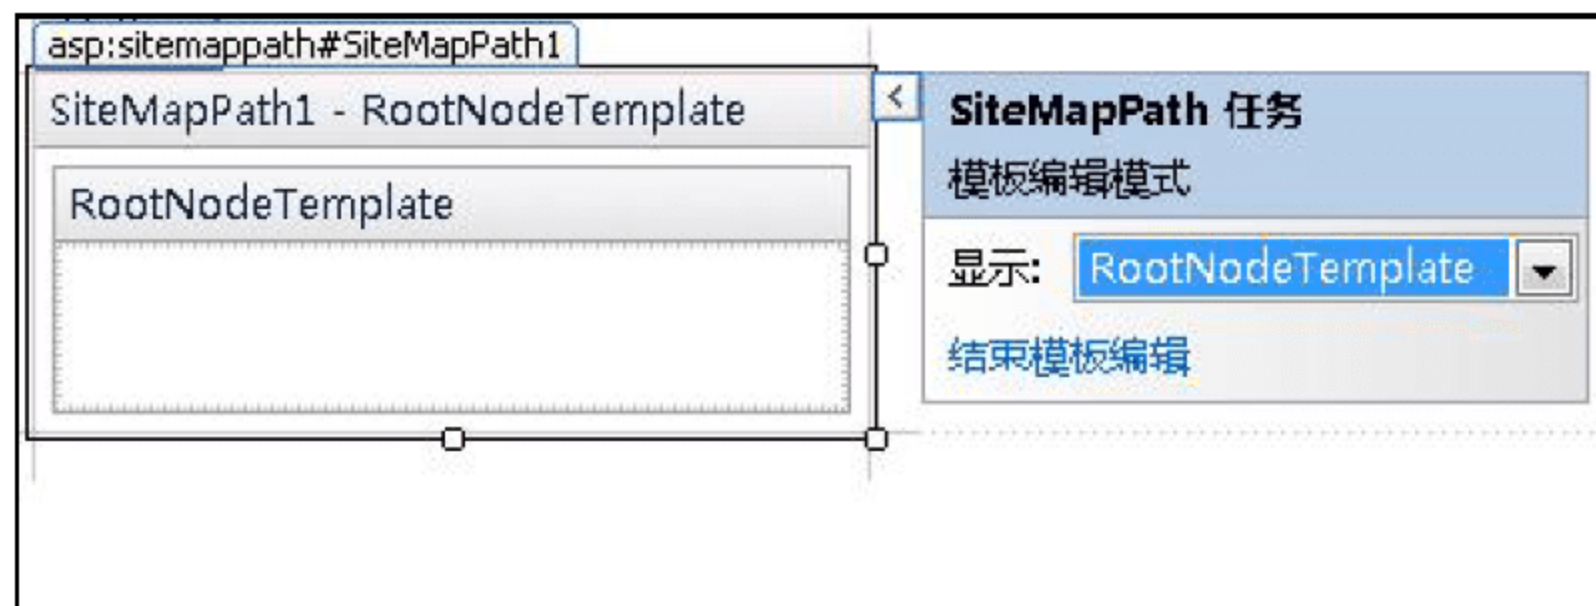 asp:sitemappath#SiteMapPath1
SiteMapPath1 - RootNodeTemplate
RootNodeTemplate
<
SiteMapPath 任务
模板编辑模式
显示: RootNodeTemplate
结束模板编辑